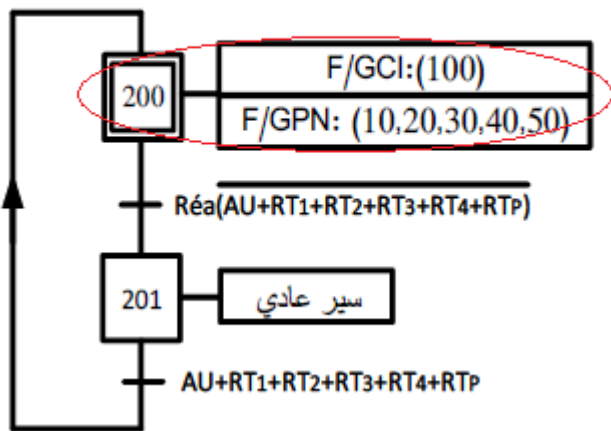 200
F/GCI:(100)
F/GPN: (10,20,30,40,50)
Réa(AU+RT1+RT2+RT3+RT4+RTP)
201
سير عادي
AU+RT1+RT2+RT3+RT4+RTP